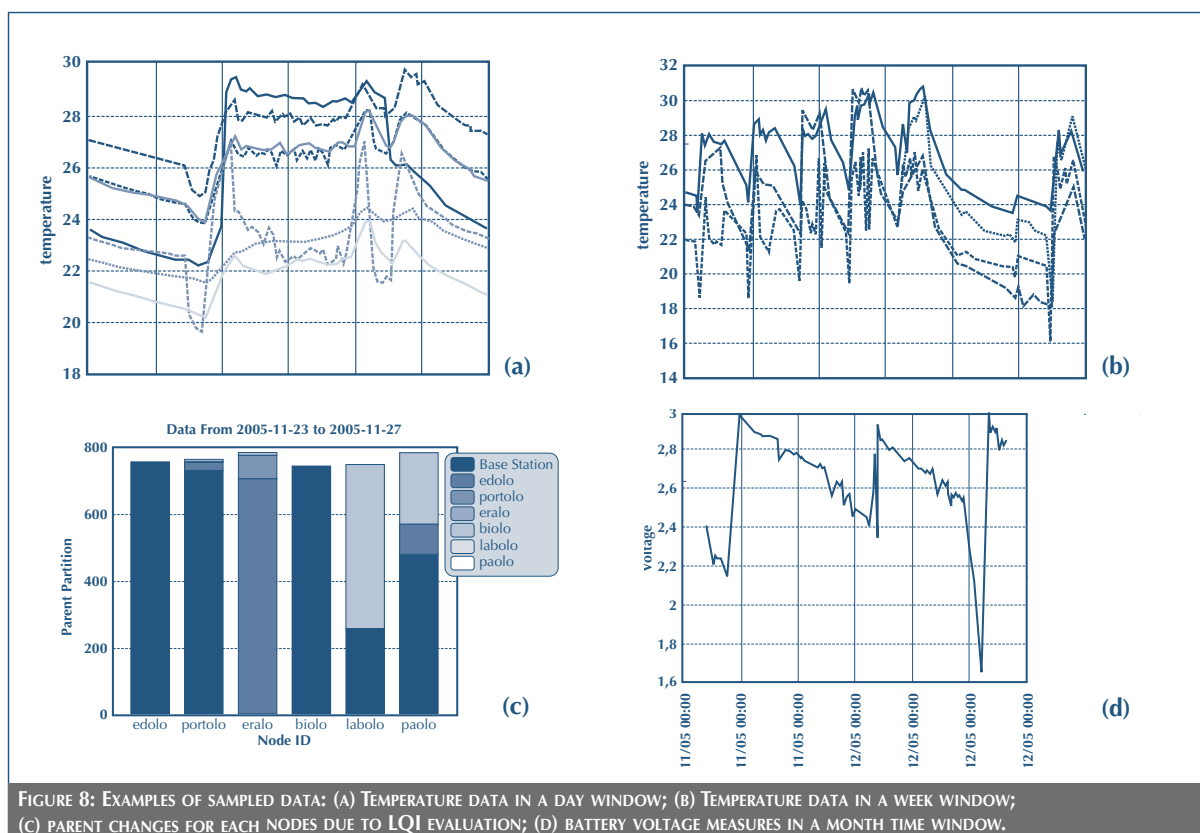 30
28
26
24
22
20
18
temperature
(a)
32
30
28
26
24
22
20
18
16
14
temperature
(b)
Data From 2005-11-23 to 2005-11-27
800
600
400
200
0
Parent Partition
edolo portolo eralo biolo labolo paolo
Node ID
Base Station
edolo
portolo
eralo
biolo
labolo
paolo
(c)
3
2,8
2,6
2,4
2,2
2
1,8
1,6
voltage
11/05 00:00
11/05 00:00
11/05 00:00
12/05 00:00
12/05 00:00
12/05 00:00
12/05 00:00
(d)
FIGURE 8: EXAMPLES OF SAMPLED DATA: (A) TEMPERATURE DATA IN A DAY WINDOW; (B) TEMPERATURE DATA IN A WEEK WINDOW;
(C) PARENT CHANGES FOR EACH NODES DUE TO LQI EVALUATION; (D) BATTERY VOLTAGE MEASURES IN A MONTH TIME WINDOW.